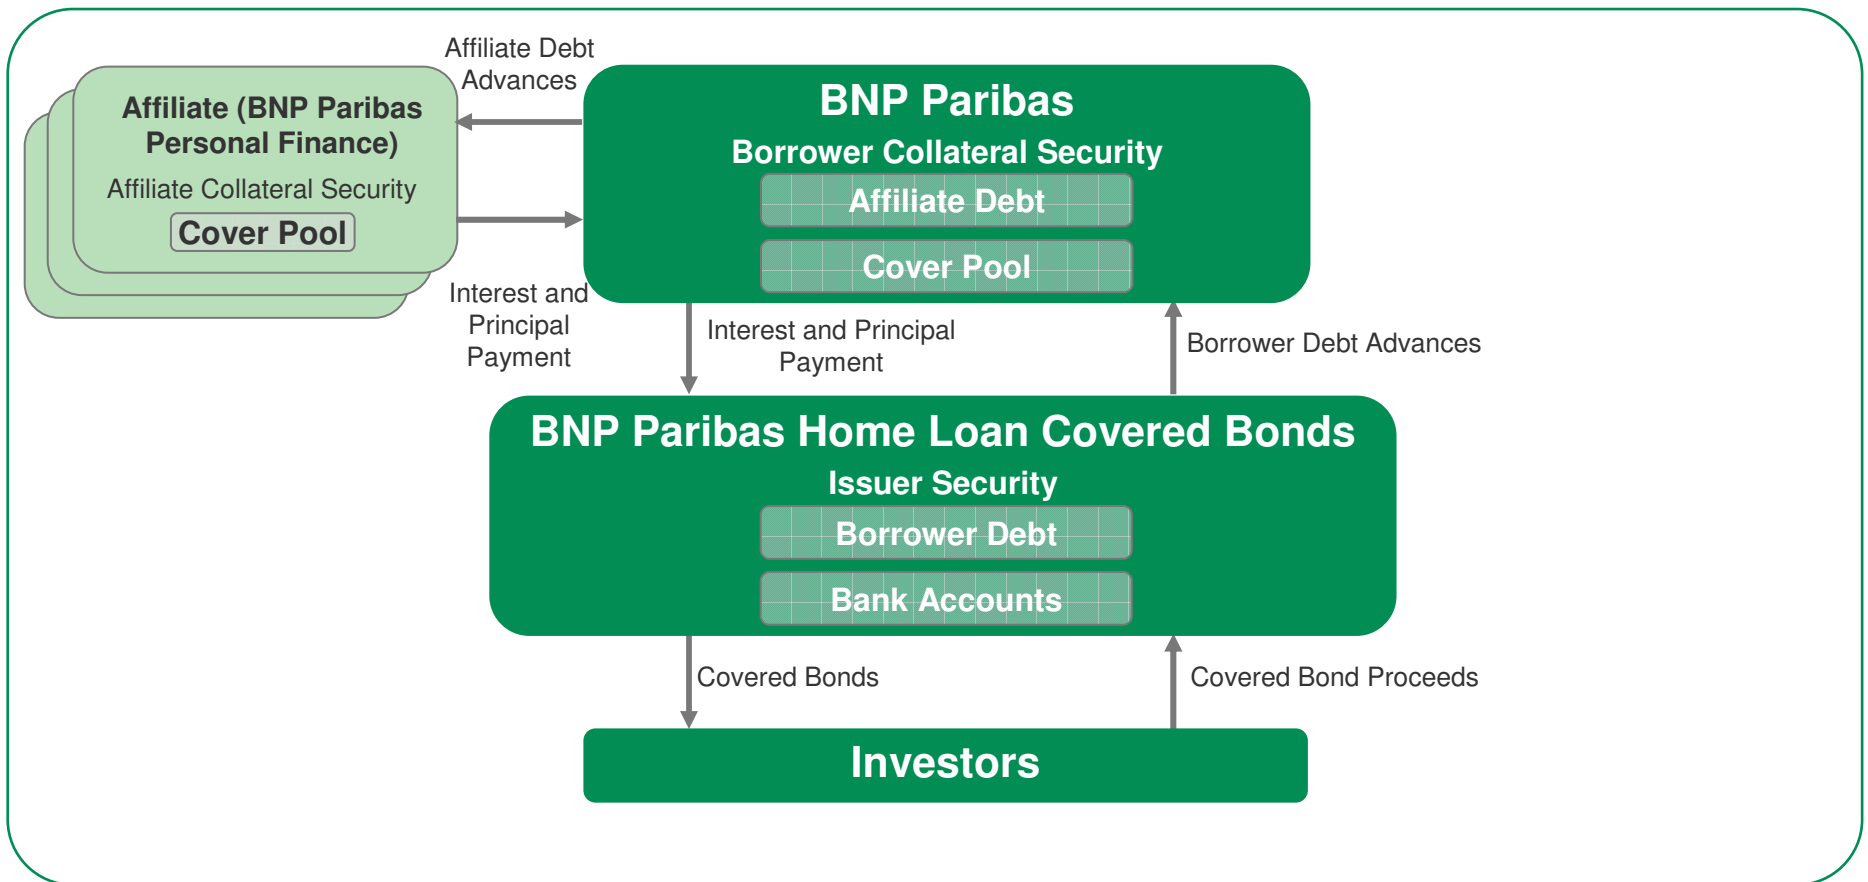 Affiliate Debt
Advances
Affiliate (BNP Paribas
Personal Finance)
Affiliate Collateral Security
Cover Pool
BNP Paribas
Borrower Collateral Security
Affiliate Debt
Cover Pool
Interest and
Principal
Payment
Interest and Principal
Payment
Borrower Debt Advances
BNP Paribas Home Loan Covered Bonds
Issuer Security
Borrower Debt
Bank Accounts
Covered Bonds
Covered Bond Proceeds
Investors